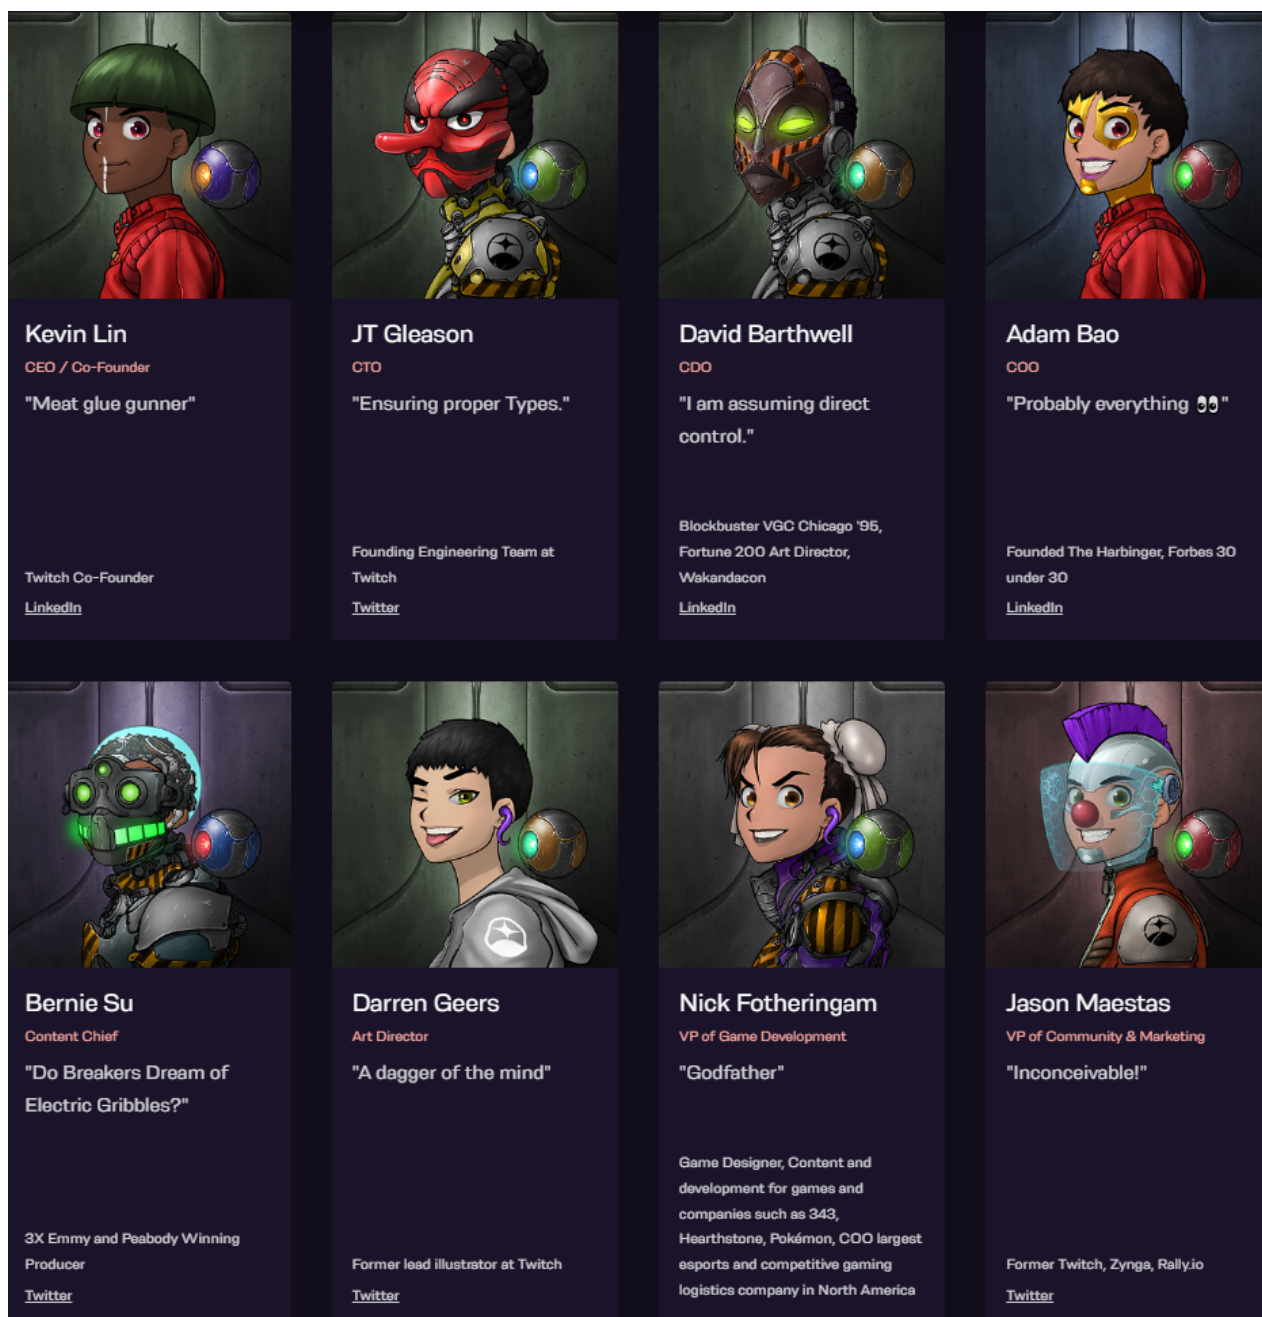 Kevin Lin
CEO / Co-Founder
"Meat glue gunner"
Twitch Co-Founder
LinkedIn
JT Gleason
CTO
"Ensuring proper Types."
Founding Engineering Team at
Twitch
Twitter
David Barthwell
CDO
"I am assuming direct
control."
Blockbuster VGC Chicago '95,
Fortune 200 Art Director,
Wakandacon
LinkedIn
Adam Bao
COO
"Probably everything 👀"
Founded The Harbinger, Forbes 30
under 30
LinkedIn
Bernie Su
Content Chief
"Do Breakers Dream of
Electric Gribbles?"
3X Emmy and Peabody Winning
Producer
Twitter
Darren Geers
Art Director
"A dagger of the mind"
Former lead illustrator at Twitch
Twitter
Nick Fotheringam
VP of Game Development
"Godfather"
Game Designer, Content and
development for games and
companies such as 343,
Hearthstone, Pokémon, COO largest
esports and competitive gaming
logistics company in North America
Jason Maestas
VP of Community & Marketing
"Inconceivable!"
Former Twitch, Zynga, Rally.io
Twitter